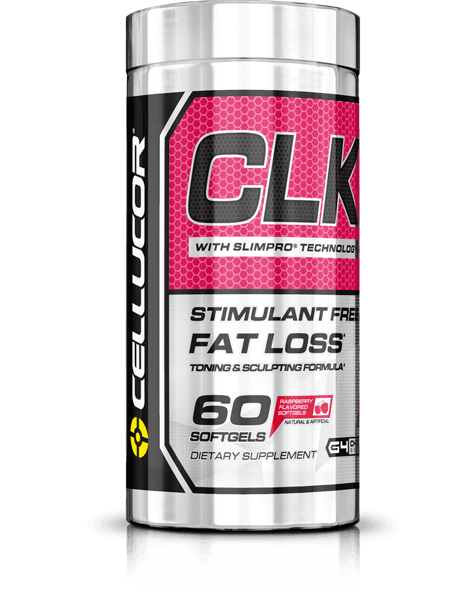 CELLUCOR®
CLK
WITH SLIMPRO® TECHNOLOGY
STIMULANT FREE
FAT LOSS*
TONING & SCULPTING FORMULA*
60
SOFTGELS
RASPBERRY
FLAVORED
SOFTGELS
NATURAL & ARTIFICIAL
DIETARY SUPPLEMENT
G4